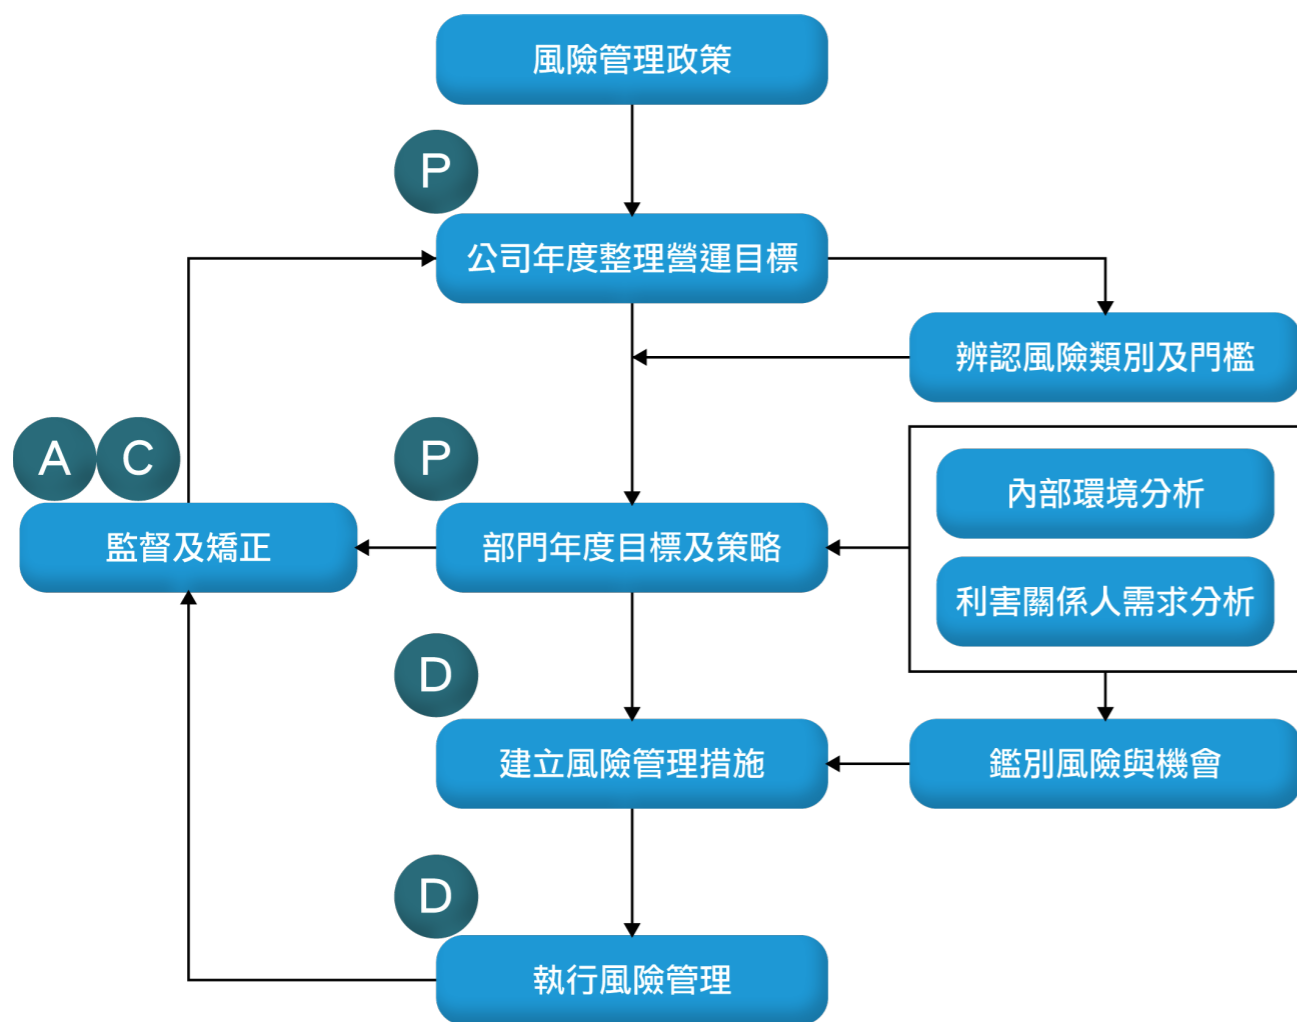 風險管理政策
P
公司年度整理營運目標
辨認風險類別及門檻
A
C
P
內部環境分析
監督及矯正
部門年度目標及策略
利害關係人需求分析
D
建立風險管理措施
鑑別風險與機會
D
執行風險管理